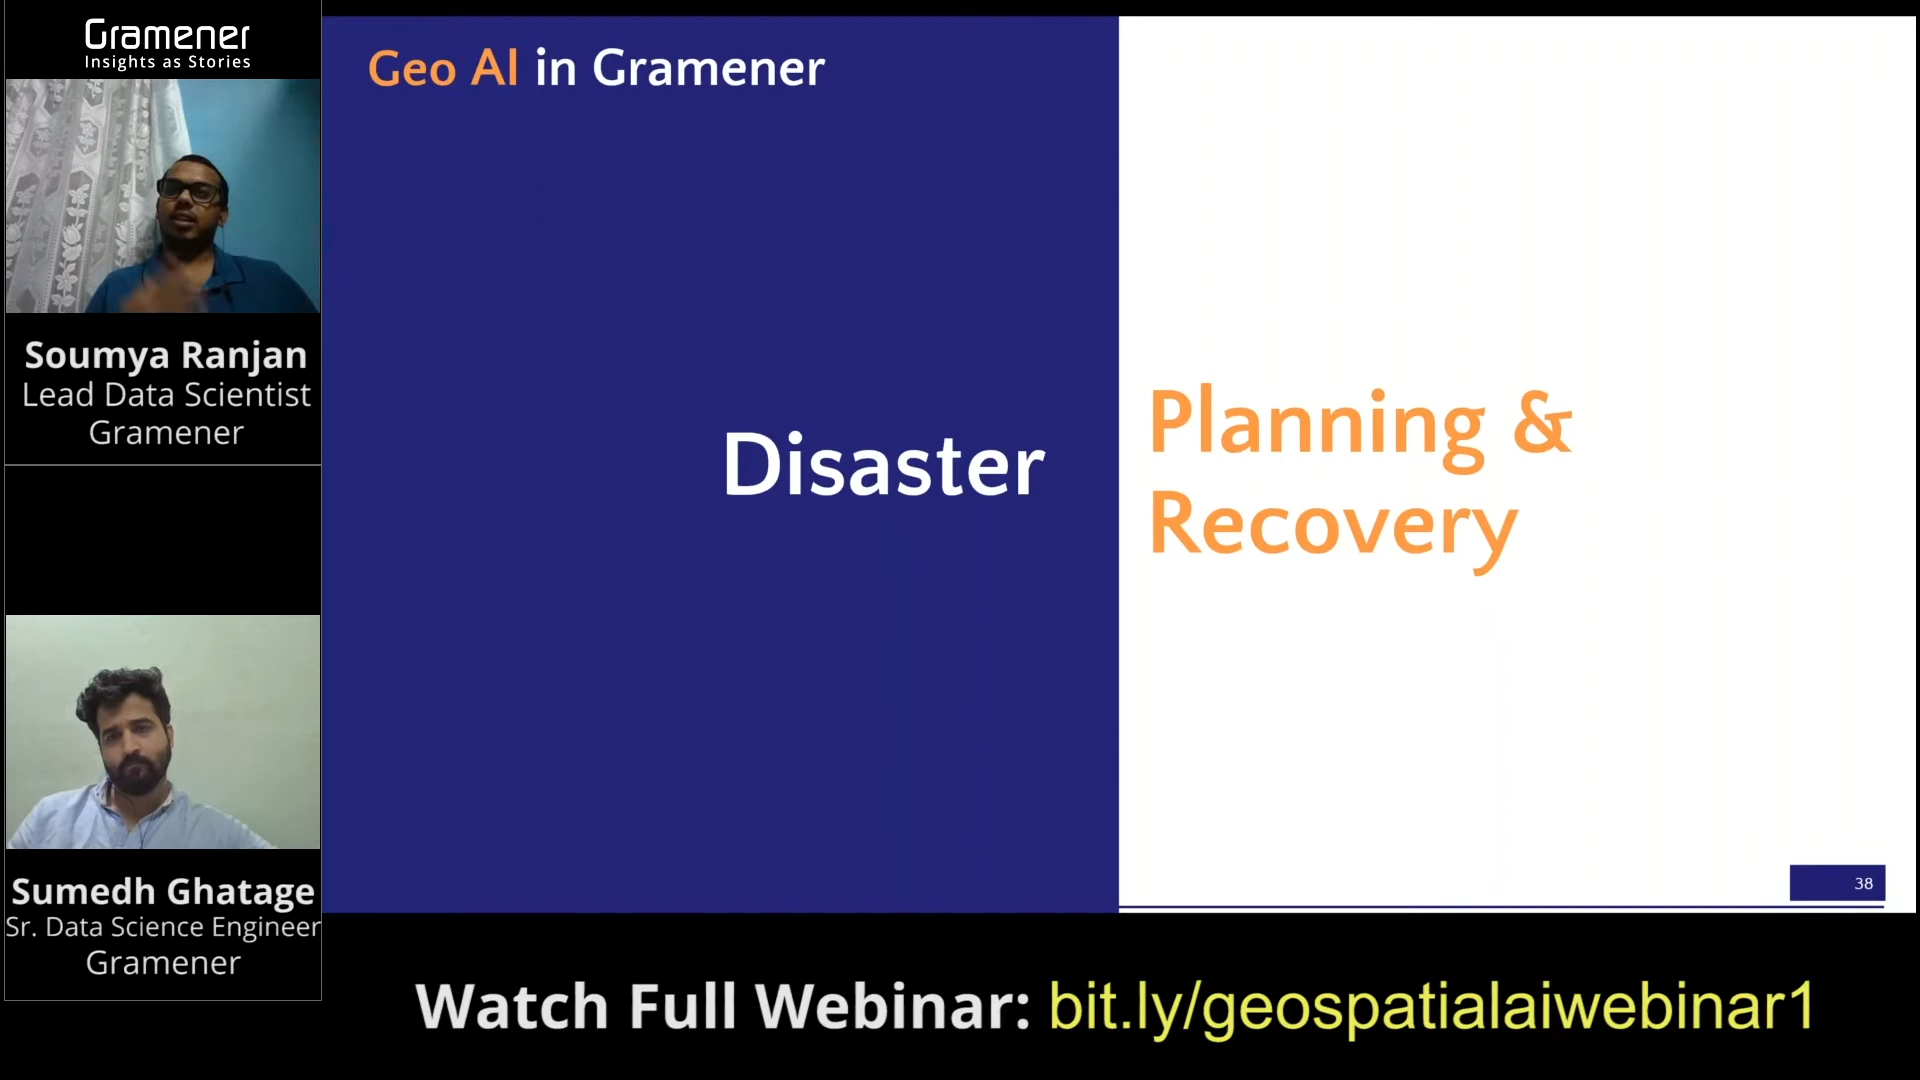 Gramener
Insights as Stories
Soumya Ranjan
Lead Data Scientist
Gramener
Sumedh Ghatage
Sr. Data Science Engineer
Gramener
Geo AI in Gramener
Disaster
Planning &
Recovery
38
Watch Full Webinar: bit.ly/geospatialaiwebinar1